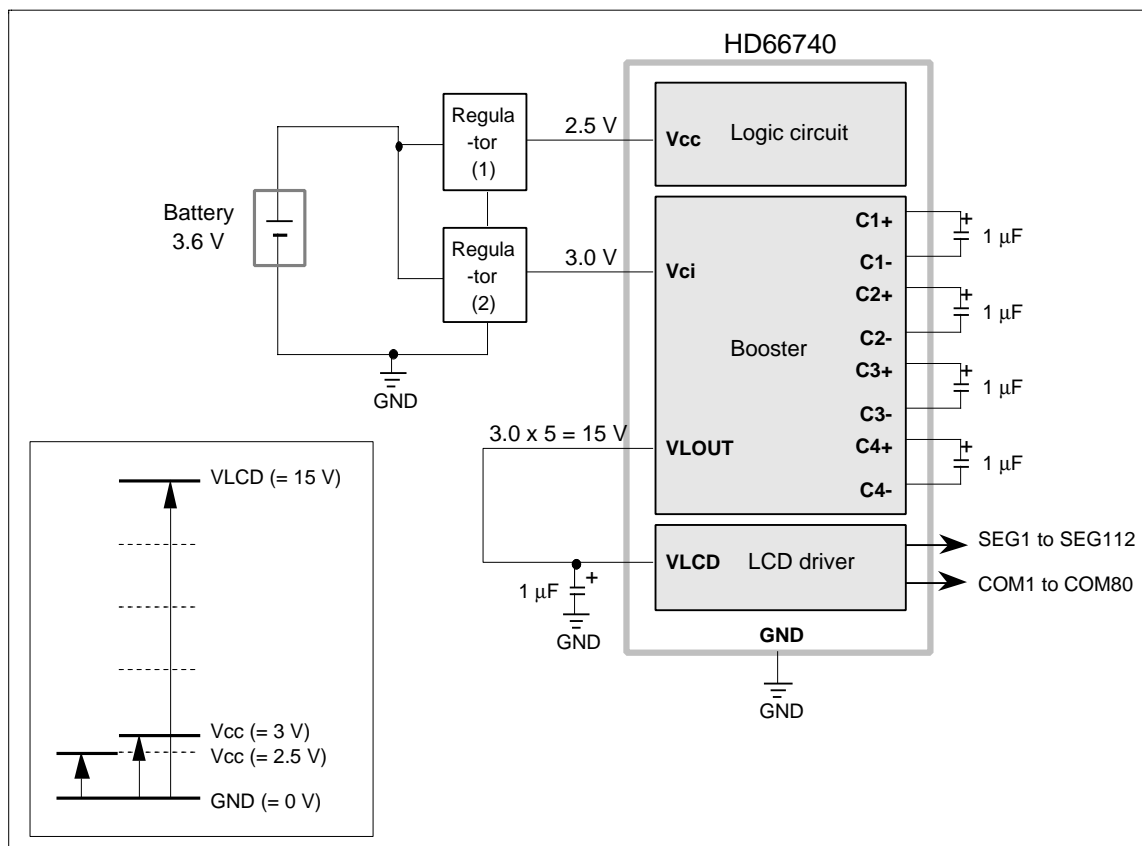 HD66740
Regula
-tor
(1)
2.5 V
Vcc
Logic circuit
Battery
3.6 V
Regula
-tor
(2)
3.0 V
Vci
Booster
C1+
C1-
+
1 μF
C2+
C2-
+
1 μF
C3+
C3-
+
1 μF
C4+
C4-
+
1 μF
GND
3.0 x 5 = 15 V
VLOUT
VLCD
LCD driver
SEG1 to SEG112
COM1 to COM80
+
1 μF
GND
GND
GND
VLCD (= 15 V)
Vcc (= 3 V)
Vcc (= 2.5 V)
GND (= 0 V)